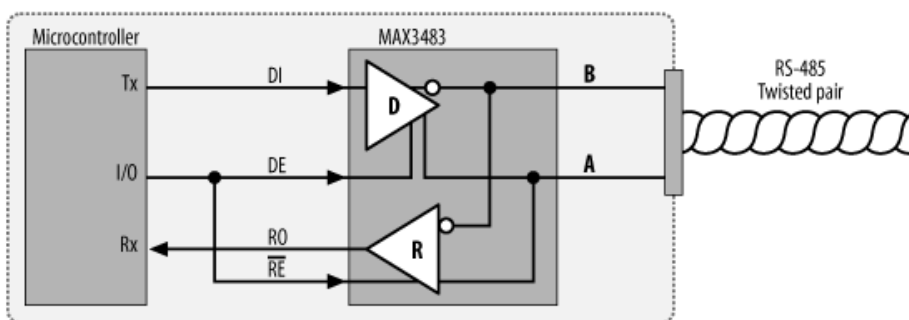 Microcontroller
MAX3483
RS-485
Twisted pair
Tx
DI
D
B
I/O
DE
A
Rx
RO
R
RE